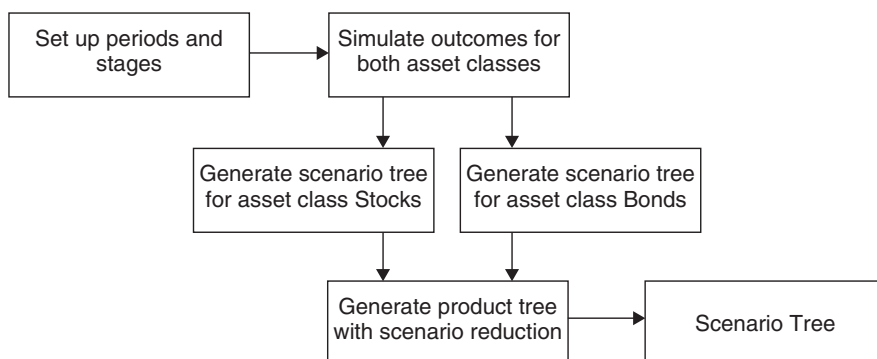 Set up periods and
stages
Simulate outcomes for
both asset classes
Generate scenario tree
for asset class Stocks
Generate scenario tree
for asset class Bonds
Generate product tree
with scenario reduction
Scenario Tree